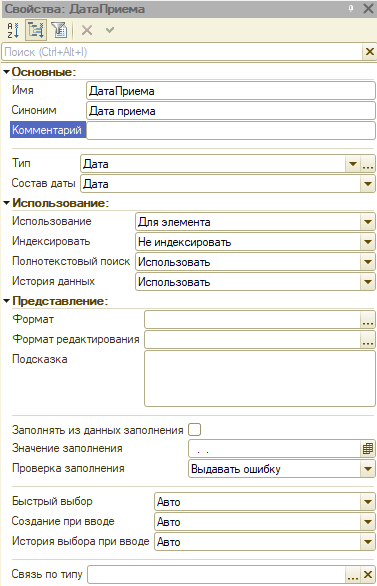 Свойства: ДатаПриема
Поиск (Ctrl+Alt+I)
Основные:
Имя ДатаПриема
Синоним Дата приема
Комментарий
Тип Дата
Состав даты Дата
Использование:
Использование Для элемента
Индексировать Не индексировать
Полнотекстовый поиск Использовать
История данных Использовать
Представление:
Формат
Формат редактирования
Подсказка
Заполнять из данных заполнения
Значение заполнения . .
Проверка заполнения Выдавать ошибку
Быстрый выбор Авто
Создание при вводе Авто
История выбора при вводе Авто
Связь по типу